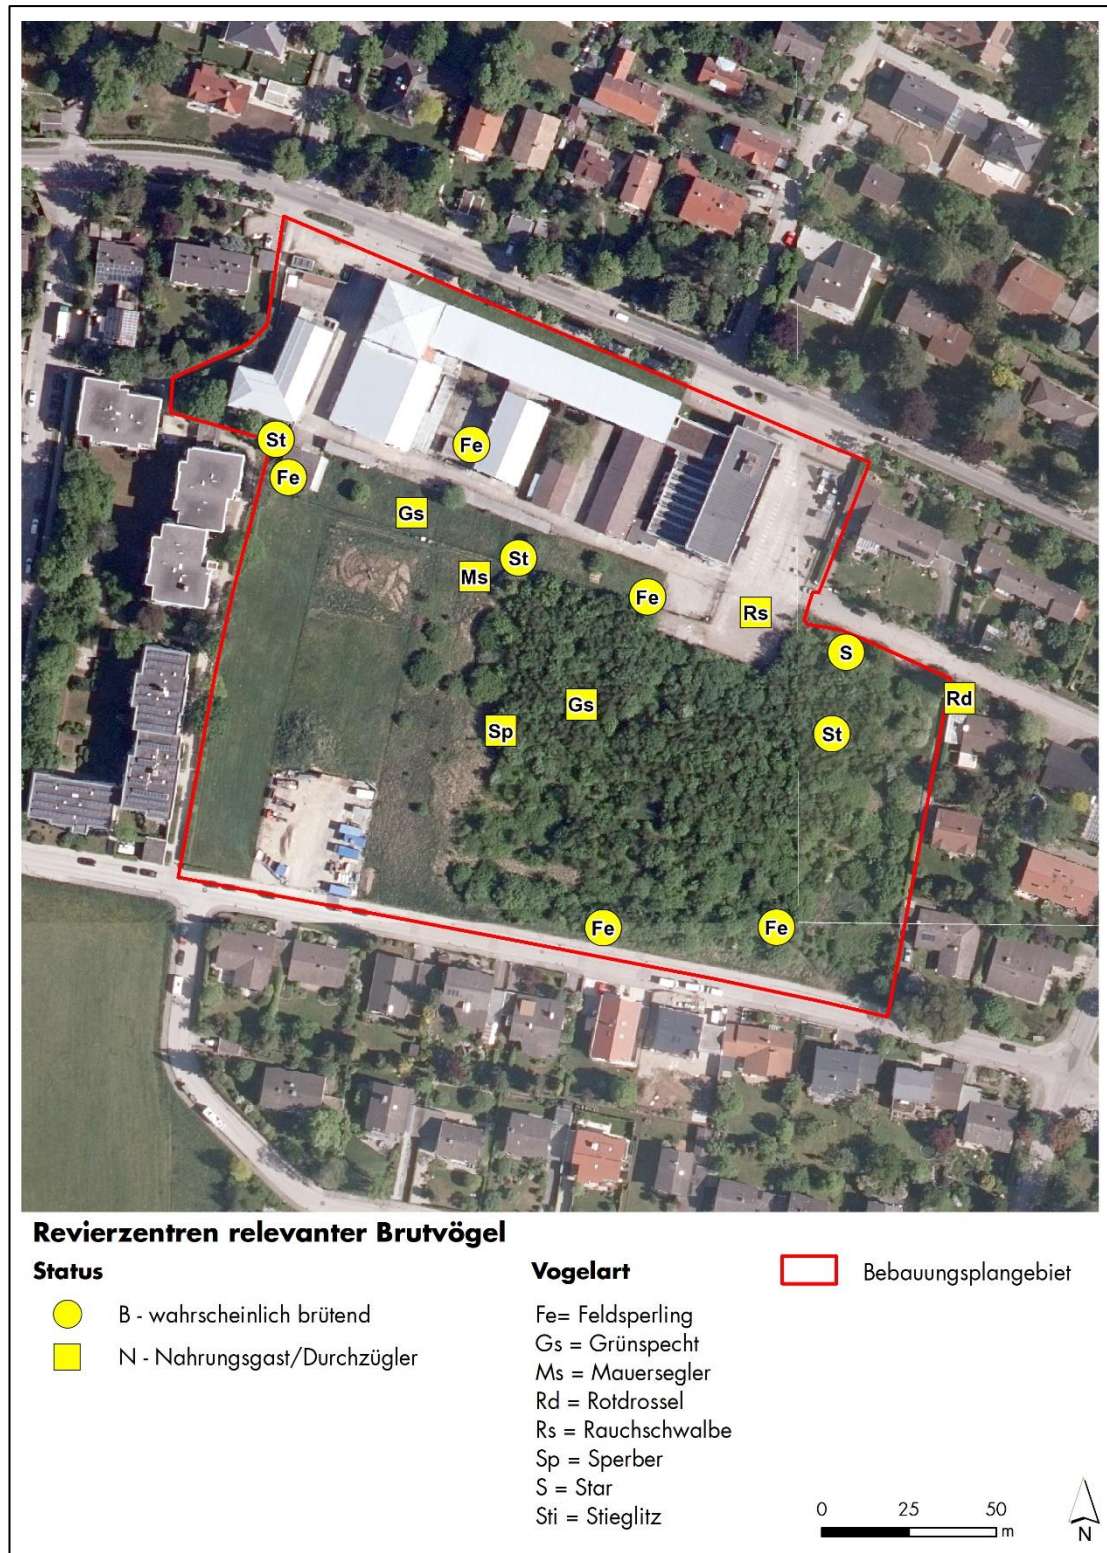 St
Fe
Fe
Gs
St
Ms
Fe
Rs
S
Rd
Gs
Sp
St
Fe
Fe
Revierzentren relevanter Brutvögel
Status
B - wahrscheinlich brütend
N - Nahrungsgast/Durchzügler
Vogelart
Fe= Feldsperling
Gs = Grünspecht
Ms = Mauersegler
Rd = Rotdrossel
Rs = Rauchschwalbe
Sp = Sperber
S = Star
Sti = Stieglitz
Bebauungsplangebiet
0 25 50
m
N